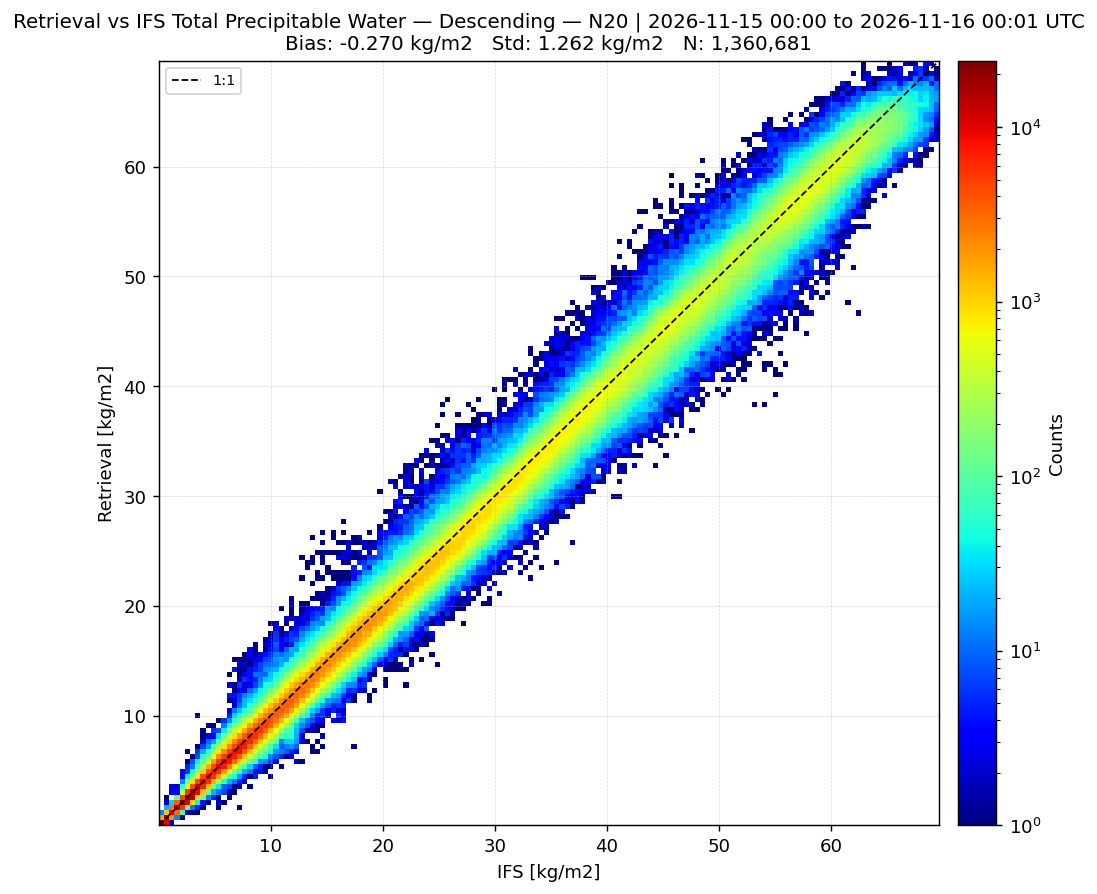 Retrieval vs IFS Total Precipitable Water — Descending — N20 | 2026-11-15 00:00 to 2026-11-16 00:01 UTC
Bias: -0.270 kg/m2   Std: 1.262 kg/m2   N: 1,360,681
1:1
60
50
40
30
20
10
Retrieval [kg/m2]
10 20 30 40 50 60
IFS [kg/m2]
10^4
10^3
10^2
10^1
10^0
Counts